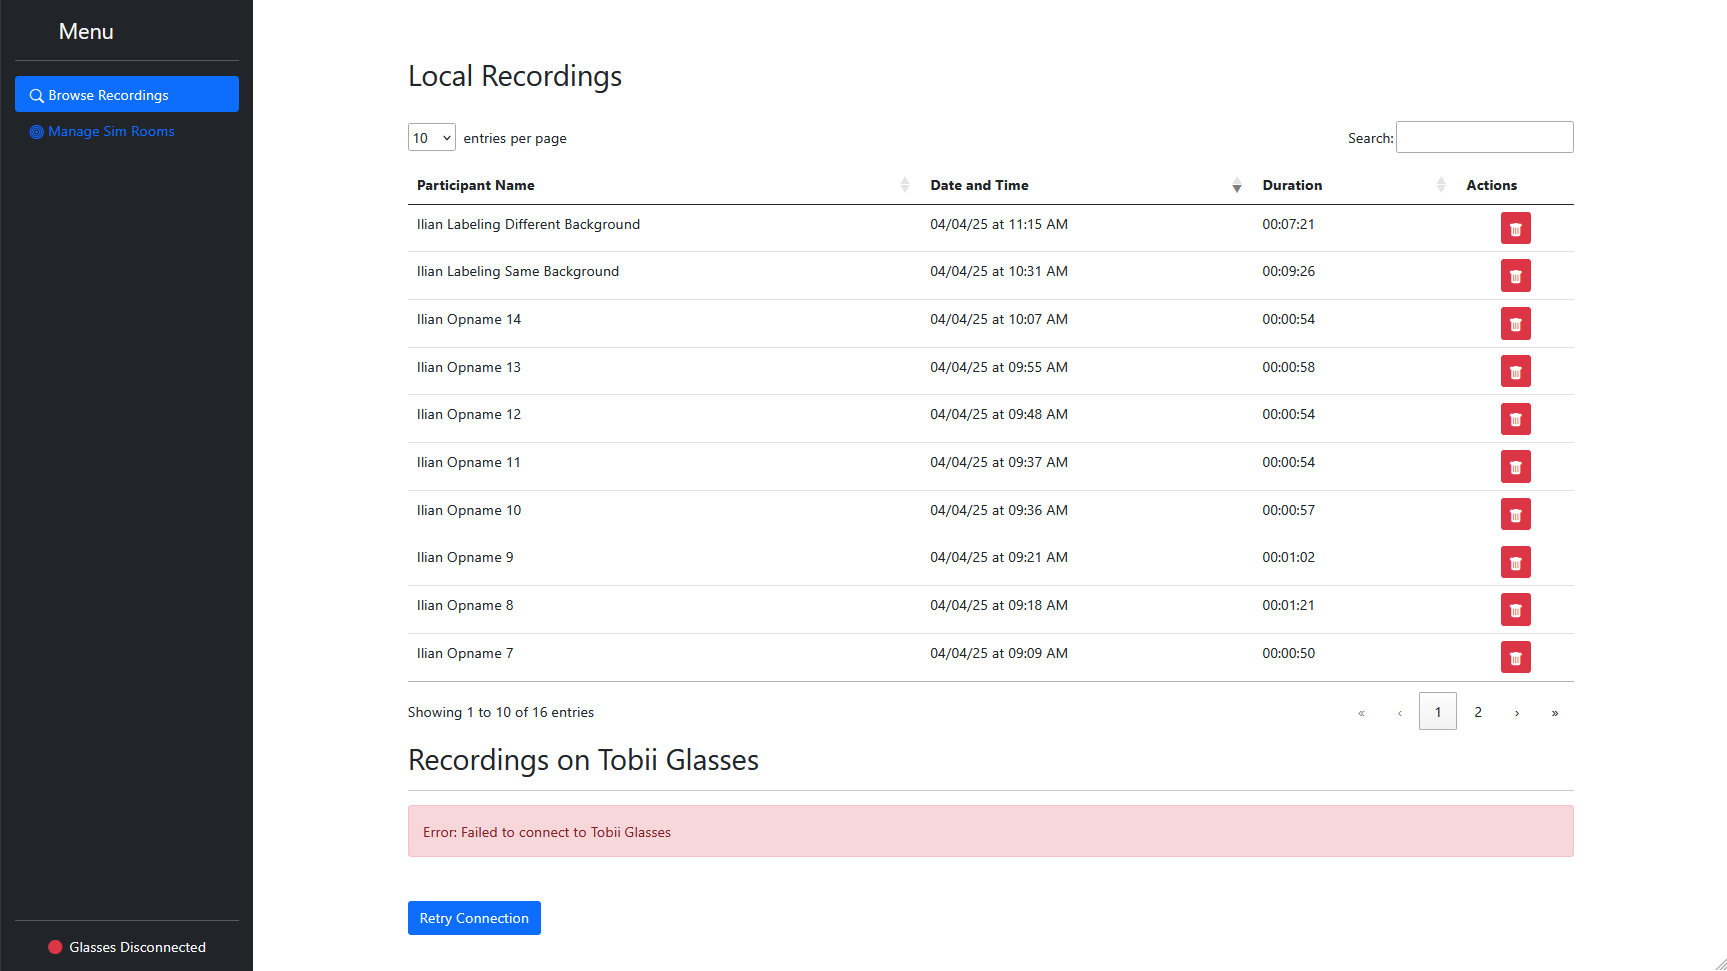 Menu
Browse Recordings
Manage Sim Rooms
Local Recordings
10 entries per page Search:
Participant Name Date and Time Duration Actions
Ilian Labeling Different Background 04/04/25 at 11:15 AM 00:07:21
Ilian Labeling Same Background 04/04/25 at 10:31 AM 00:09:26
Ilian Opname 14 04/04/25 at 10:07 AM 00:00:54
Ilian Opname 13 04/04/25 at 09:55 AM 00:00:58
Ilian Opname 12 04/04/25 at 09:48 AM 00:00:54
Ilian Opname 11 04/04/25 at 09:37 AM 00:00:54
Ilian Opname 10 04/04/25 at 09:36 AM 00:00:57
Ilian Opname 9 04/04/25 at 09:21 AM 00:01:02
Ilian Opname 8 04/04/25 at 09:18 AM 00:01:21
Ilian Opname 7 04/04/25 at 09:09 AM 00:00:50
Showing 1 to 10 of 16 entries « ‹ 1 2 › »
Recordings on Tobii Glasses
Error: Failed to connect to Tobii Glasses
Retry Connection
Glasses Disconnected